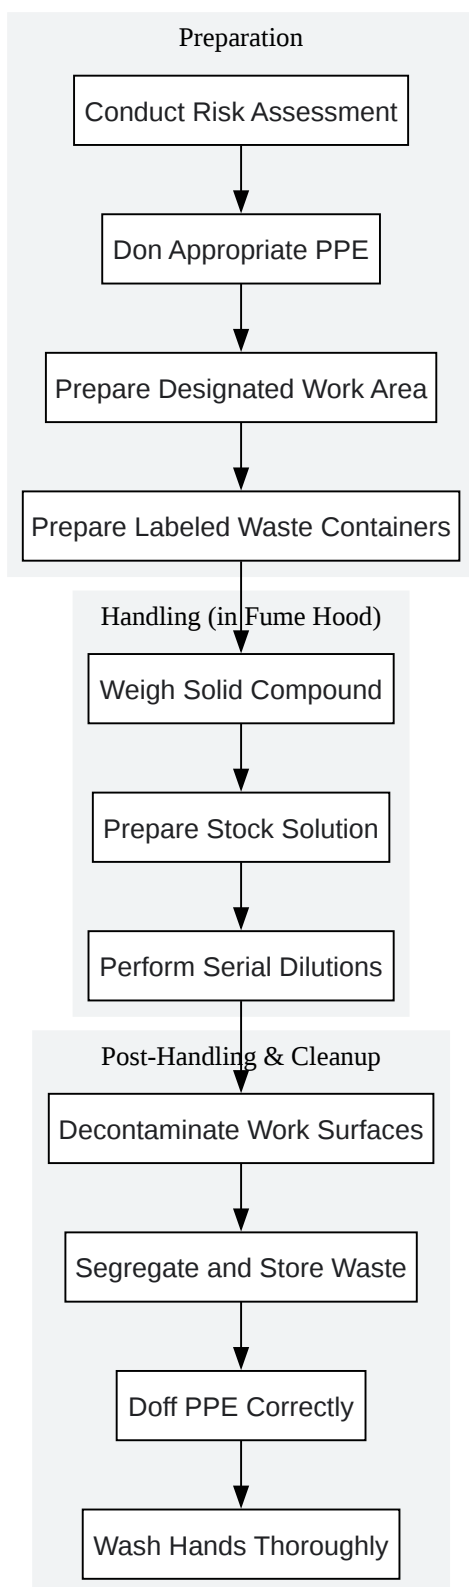 Preparation
Conduct Risk Assessment
Don Appropriate PPE
Prepare Designated Work Area
Prepare Labeled Waste Containers
Handling (in Fume Hood)
Weigh Solid Compound
Prepare Stock Solution
Perform Serial Dilutions
Post-Handling & Cleanup
Decontaminate Work Surfaces
Segregate and Store Waste
Doff PPE Correctly
Wash Hands Thoroughly